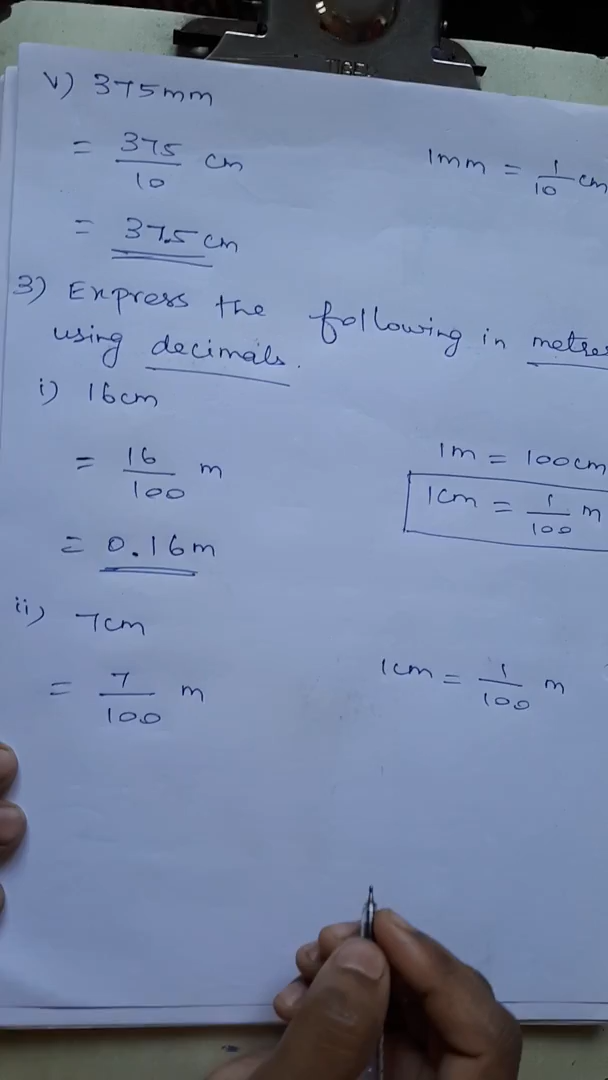 TIGER
v) 375mm
= 375/10 cm    1mm = 1/10 cm
= 37.5 cm
3) Express the following in metres
using decimals.
i) 16cm
= 16/100 m    1m = 100cm
1cm = 1/100 m
= 0.16m
ii) 7cm
= 7/100 m    1cm = 1/100 m